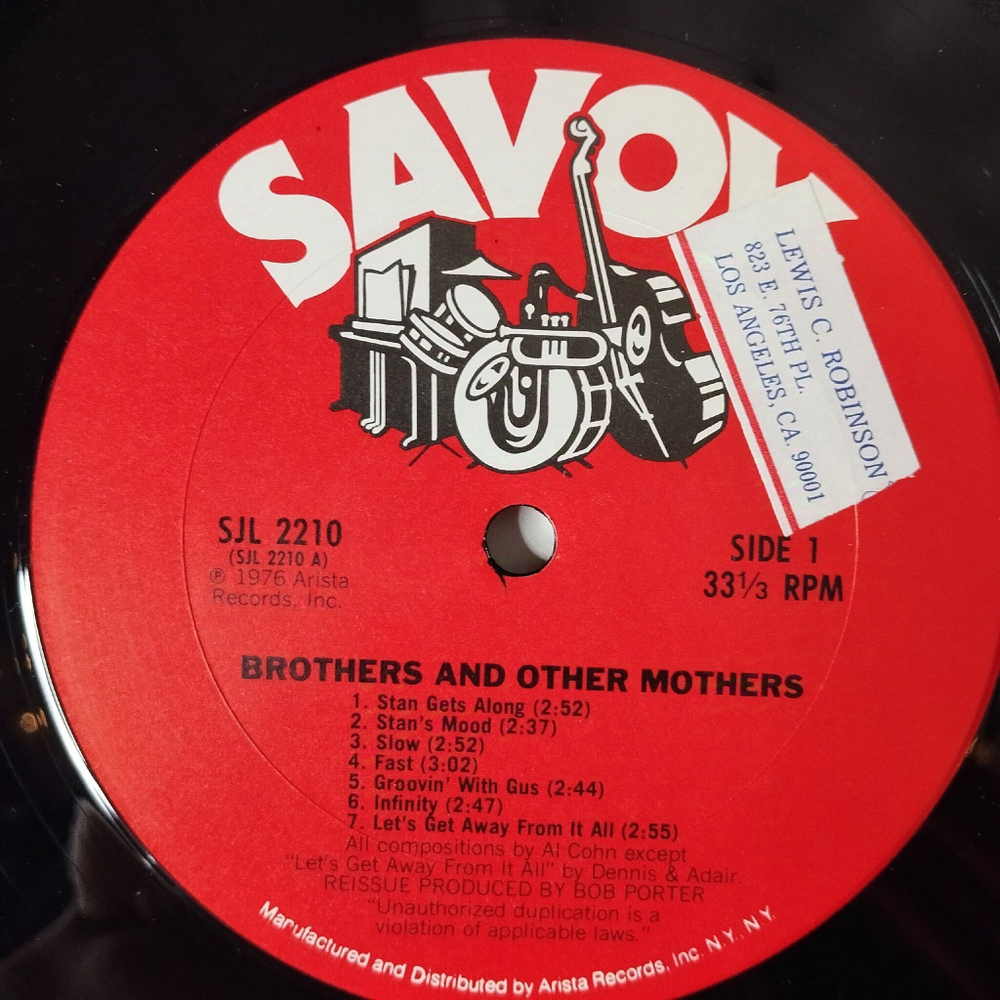 SAVOY
LEWIS C. ROBINSON
823 E. 76TH PL.
LOS ANGELES, CA. 90001
SJL 2210
(SJL 2210 A)
℗ 1976 Arista
Records, Inc.
SIDE 1
33 1/3 RPM
BROTHERS AND OTHER MOTHERS
1. Stan Gets Along (2:52)
2. Stan's Mood (2:37)
3. Slow (2:52)
4. Fast (3:02)
5. Groovin' With Gus (2:44)
6. Infinity (2:47)
7. Let's Get Away From It All (2:55)
All compositions by Al Cohn except
"Let's Get Away From It All" by Dennis & Adair.
REISSUE PRODUCED BY BOB PORTER
"Unauthorized duplication is a
violation of applicable laws."
Manufactured and Distributed by Arista Records, Inc. N.Y., N.Y.